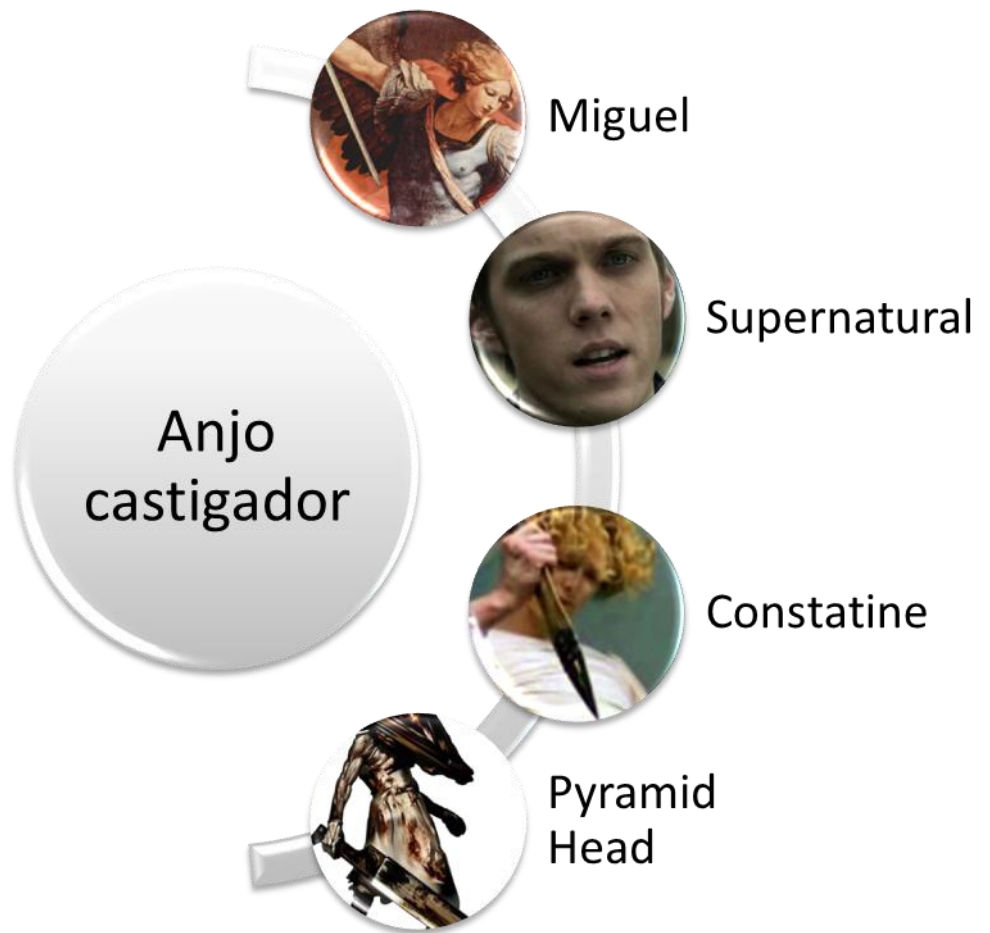 Miguel
Supernatural
Anjo
castigador
Constatine
Pyramid
Head